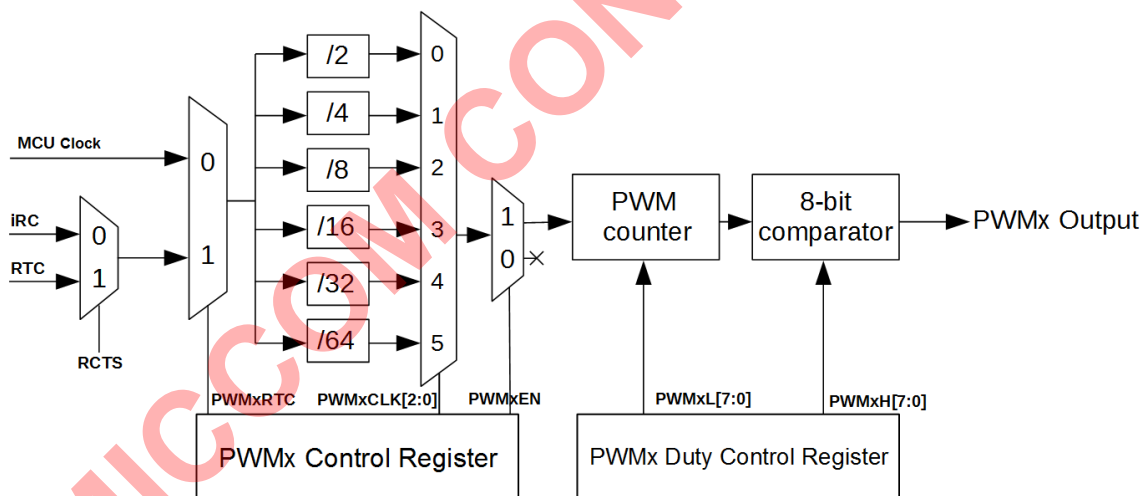 MCU Clock
iRC
RTC
0
1
RCTS
0
1
/2
/4
/8
/16
/32
/64
0
1
2
3
4
5
1
0
PWM
counter
8-bit
comparator
PWMx Output
PWMxRTC
PWMxCLK[2:0]
PWMxEN
PWMxL[7:0]
PWMxH[7:0]
PWMx Control Register
PWMx Duty Control Register
MICCOM CON